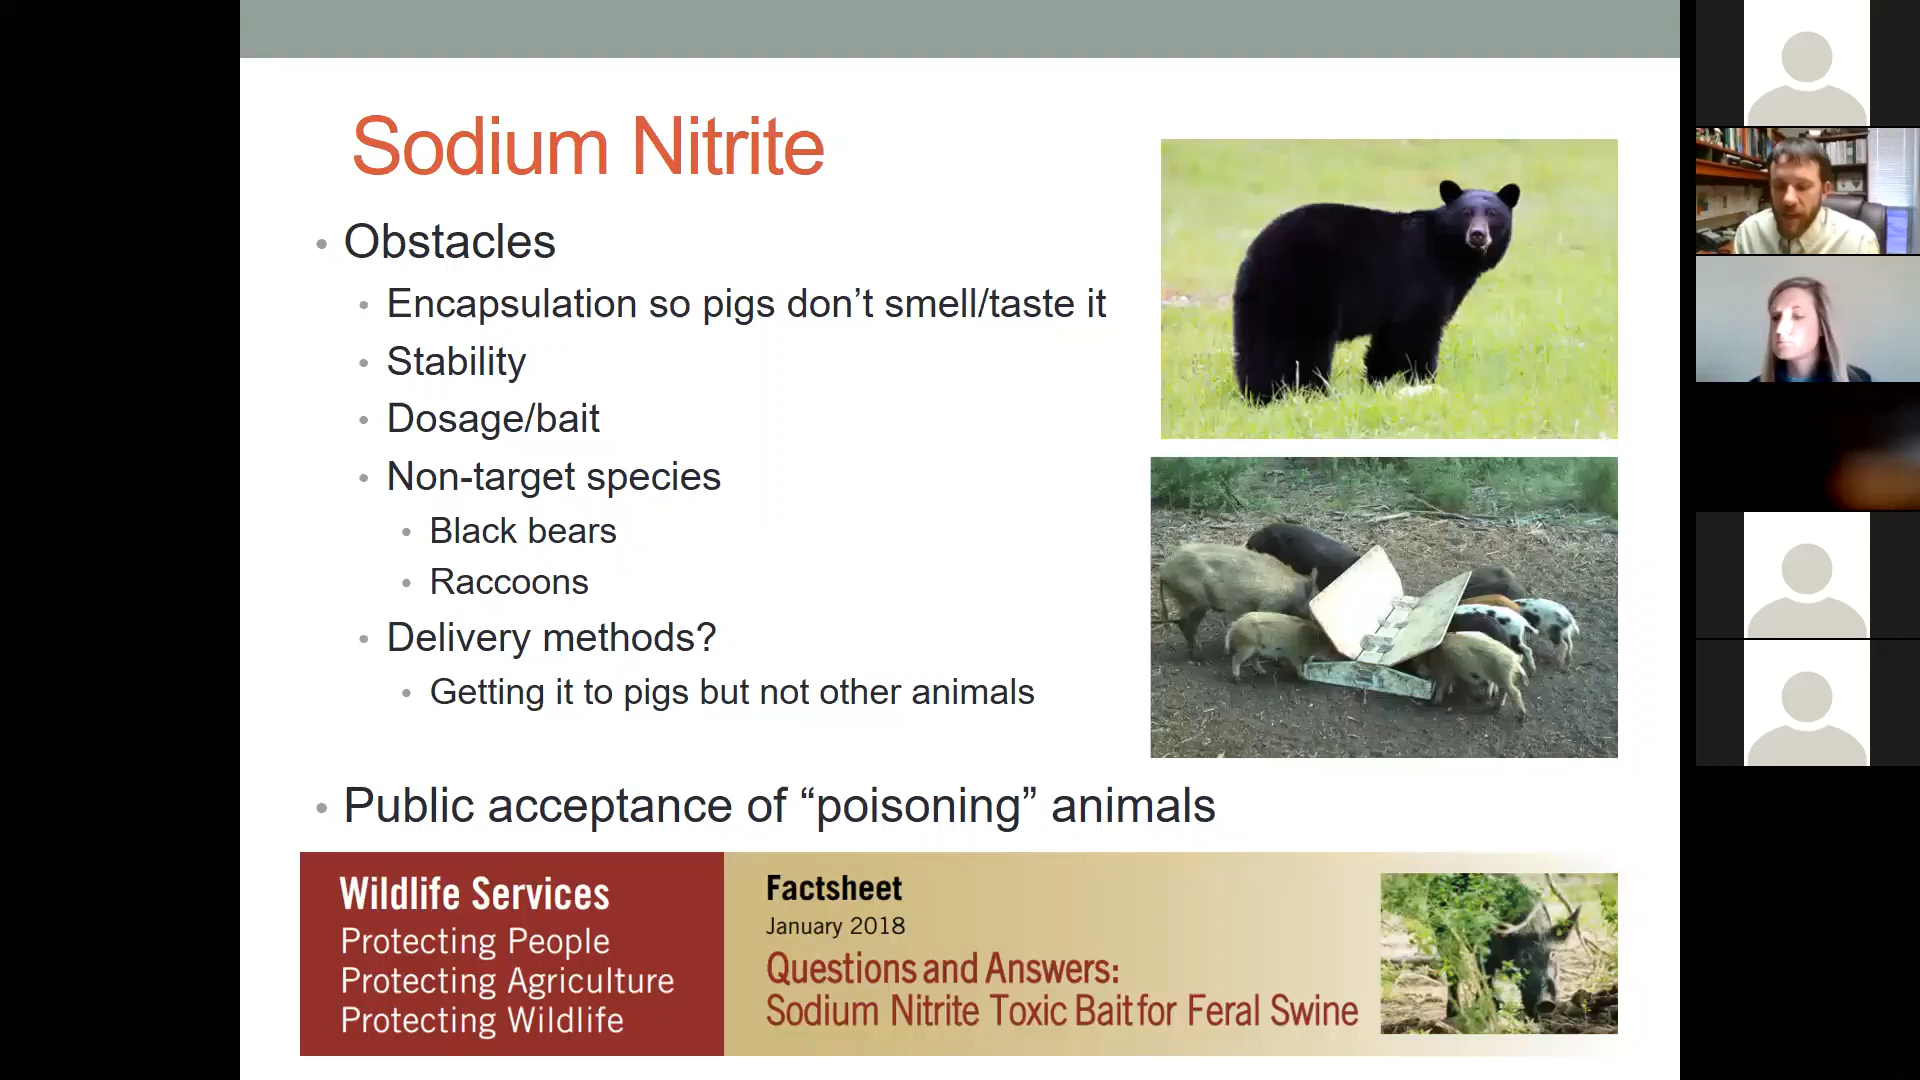 Sodium Nitrite
• Obstacles
• Encapsulation so pigs don’t smell/taste it
• Stability
• Dosage/bait
• Non-target species
• Black bears
• Raccoons
• Delivery methods?
• Getting it to pigs but not other animals
• Public acceptance of “poisoning” animals
Wildlife Services
Protecting People
Protecting Agriculture
Protecting Wildlife
Factsheet
January 2018
Questions and Answers:
Sodium Nitrite Toxic Bait for Feral Swine